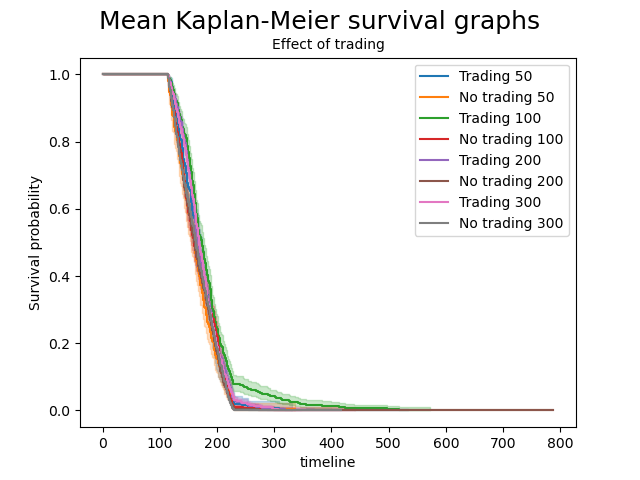 Mean Kaplan-Meier survival graphs
Effect of trading
Survival probability
1.0
0.8
0.6
0.4
0.2
0.0
Trading 50
No trading 50
Trading 100
No trading 100
Trading 200
No trading 200
Trading 300
No trading 300
0 100 200 300 400 500 600 700 800
timeline